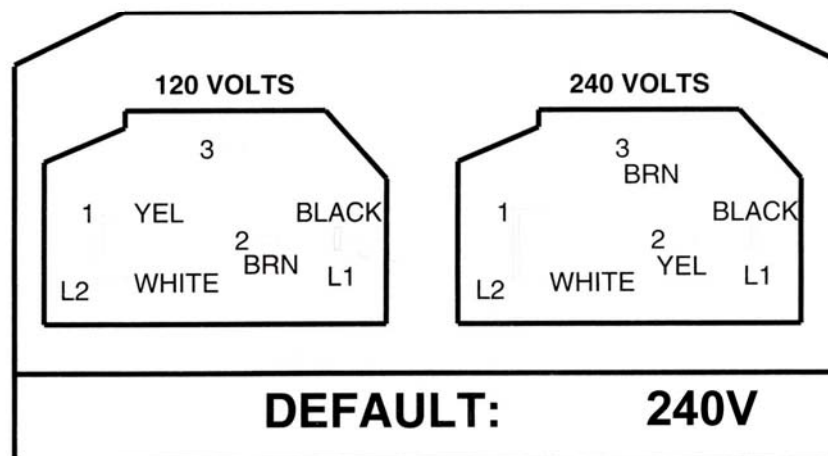 120 VOLTS
3
1 YEL BLACK
2
BRN
L2 WHITE L1
240 VOLTS
3
BRN
1 BLACK
2
YEL
L2 WHITE L1
DEFAULT: 240V